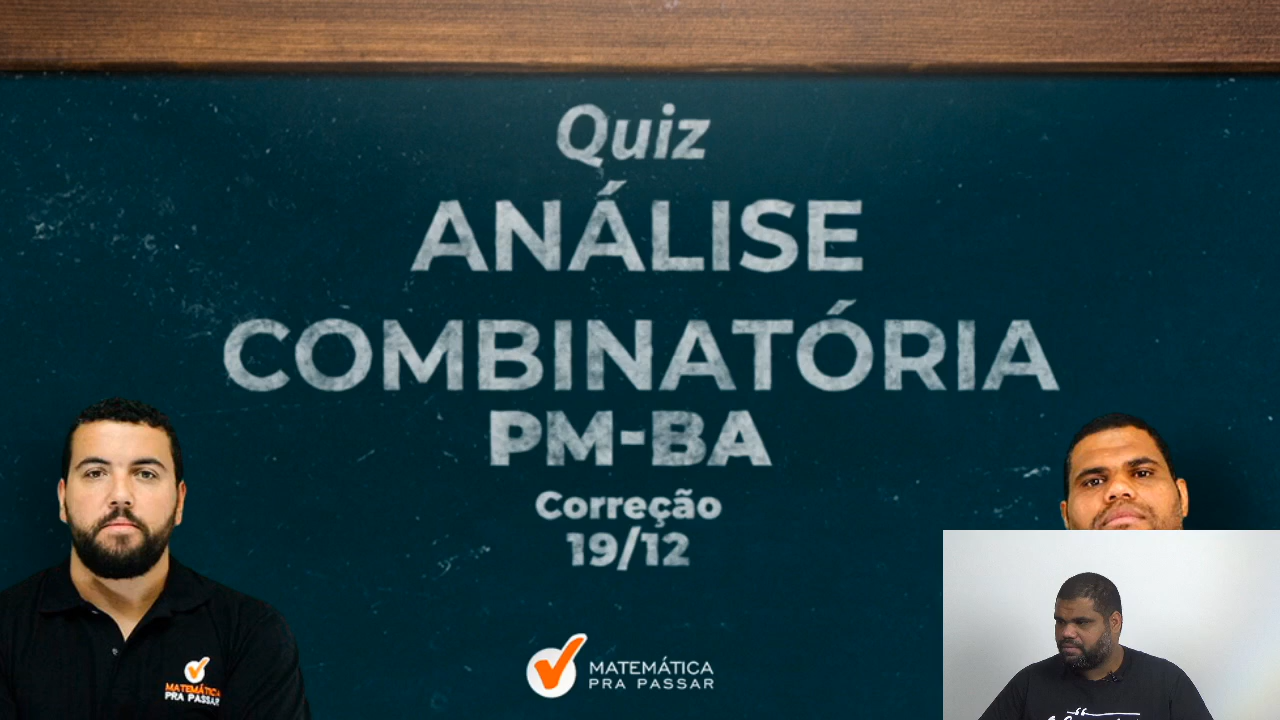 Quiz
ANÁLISE
COMBINATÓRIA
PM-BA
Correção
19/12
MATEMÁTICA
PRA PASSAR
MATEMÁTICA
PRA PASSAR